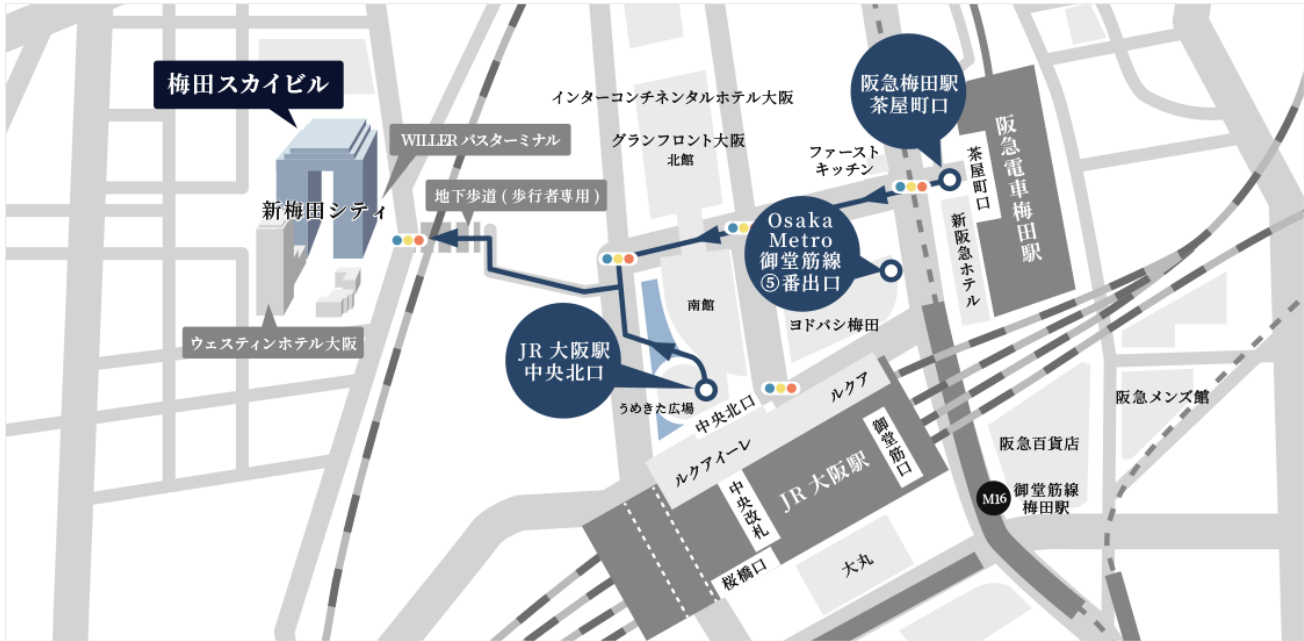 梅田スカイビル
インターコンチネンタルホテル大阪
阪急梅田駅
茶屋町口
WILLER バスターミナル
グランフロント大阪
北館
ファースト
キッチン
阪急電車梅田駅
茶屋町口
地下歩道 ( 歩行者専用 )
新梅田シティ
Osaka
Metro
御堂筋線
⑤番出口
新阪急ホテル
南館
ヨドバシ梅田
ウェスティンホテル大阪
JR 大阪駅
中央北口
うめきた広場
中央北口
ルクア
阪急メンズ館
ルクアイーレ
御堂筋口
阪急百貨店
JR 大阪駅
中央改札
M16
御堂筋線
梅田駅
桜橋口
大丸